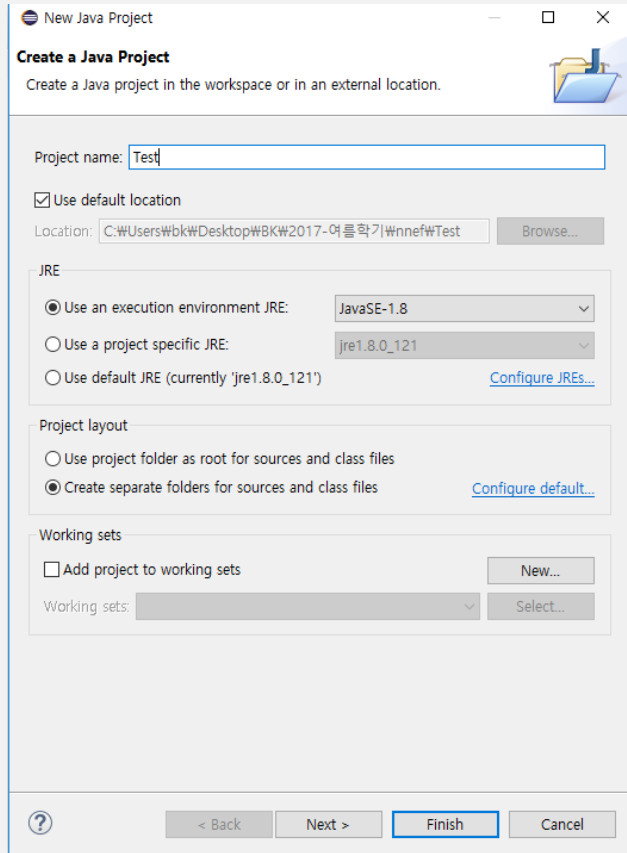 New Java Project
Create a Java Project
Create a Java project in the workspace or in an external location.
Project name: Test
Use default location
Location: C:₩Users₩bk₩Desktop₩BK₩2017-여름학기₩nnef₩Test Browse...
JRE
Use an execution environment JRE: JavaSE-1.8
Use a project specific JRE: jre1.8.0_121
Use default JRE (currently 'jre1.8.0_121') Configure JREs...
Project layout
Use project folder as root for sources and class files
Create separate folders for sources and class files Configure default...
Working sets
Add project to working sets New...
Working sets: Select...
? < Back Next > Finish Cancel